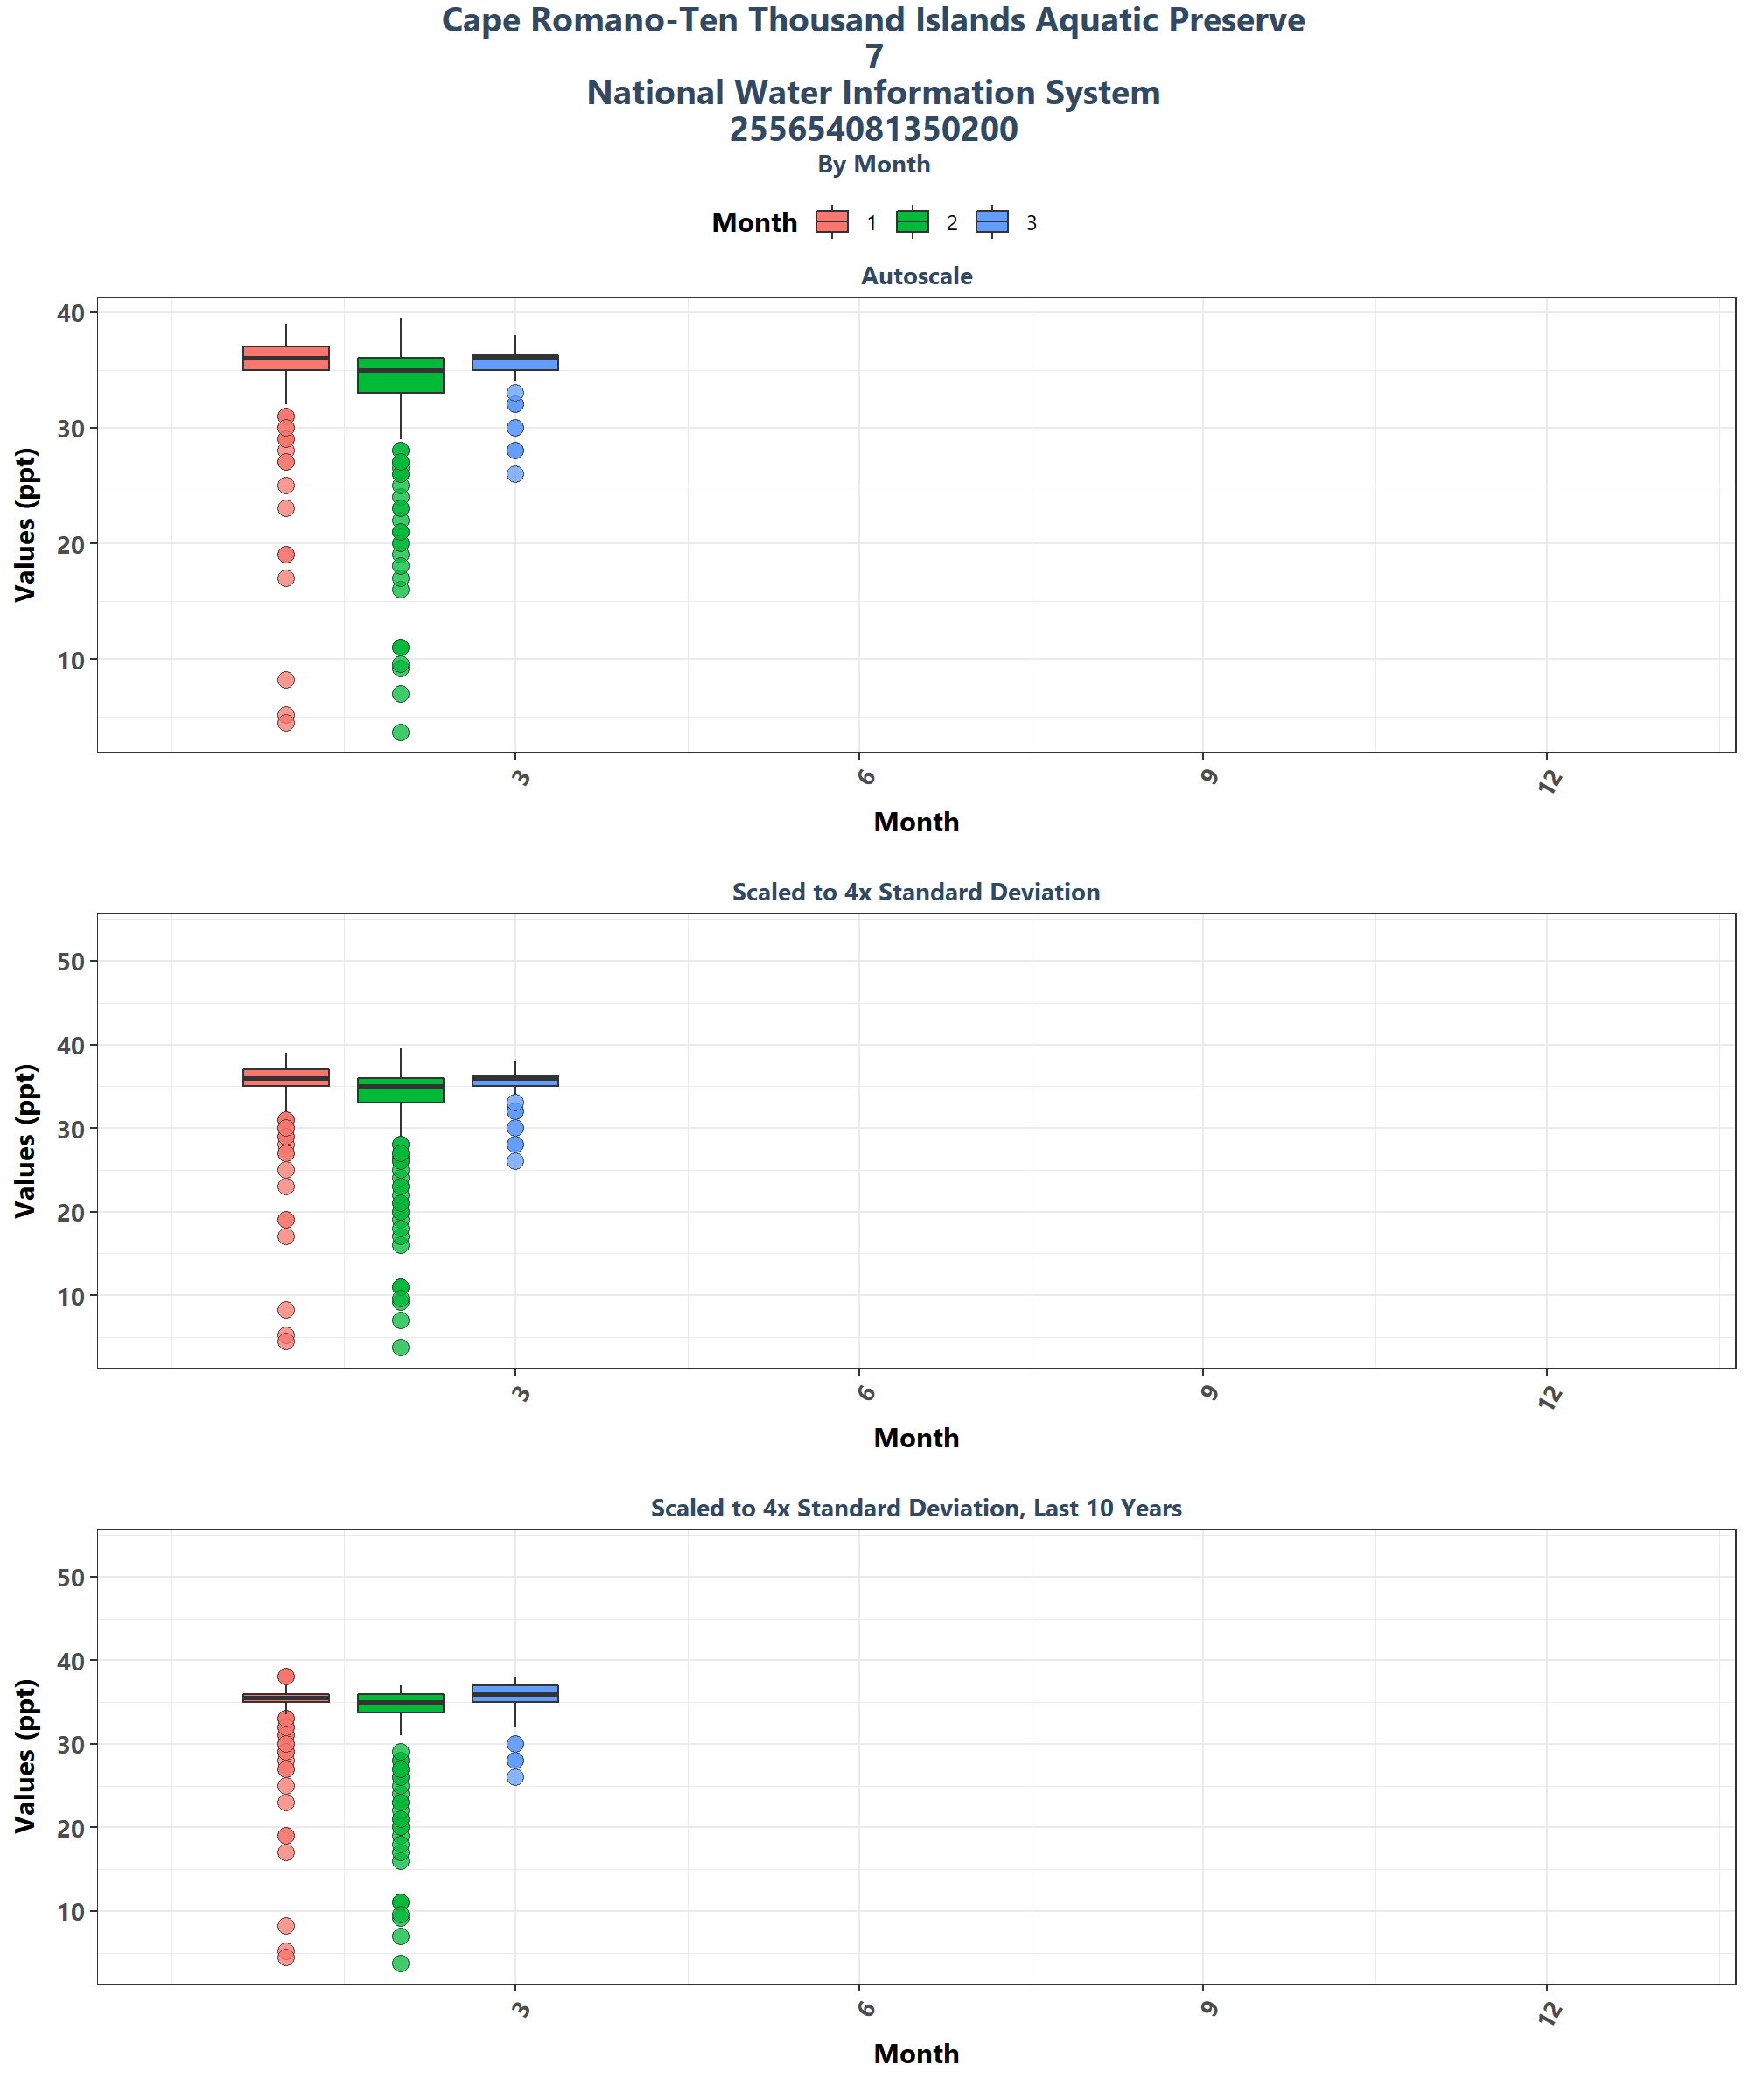 Cape Romano-Ten Thousand Islands Aquatic Preserve
7
National Water Information System
255654081350200
By Month
Month 1 2 3
Autoscale
Values (ppt)
40
30
20
10
3 6 9 12
Month
Scaled to 4x Standard Deviation
Values (ppt)
50
40
30
20
10
3 6 9 12
Month
Scaled to 4x Standard Deviation, Last 10 Years
Values (ppt)
50
40
30
20
10
3 6 9 12
Month